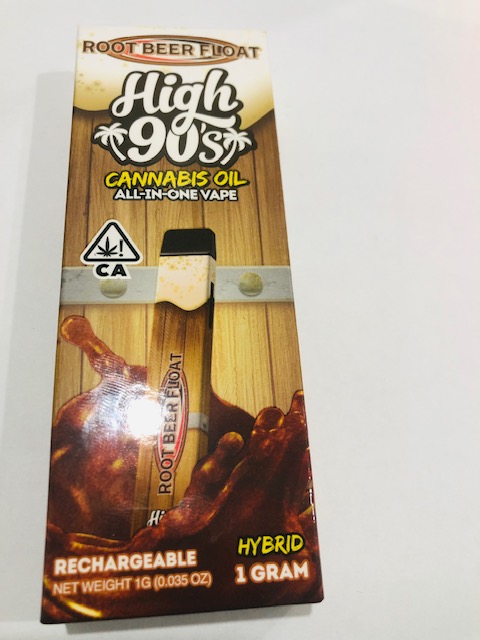 ROOT BEER FLOAT
High
90's
CANNABIS OIL
ALL-IN-ONE VAPE
CA
ROOT BEER FLOAT
Hi
HYBRID
RECHARGEABLE
1 GRAM
NET WEIGHT 1G (0.035 OZ)